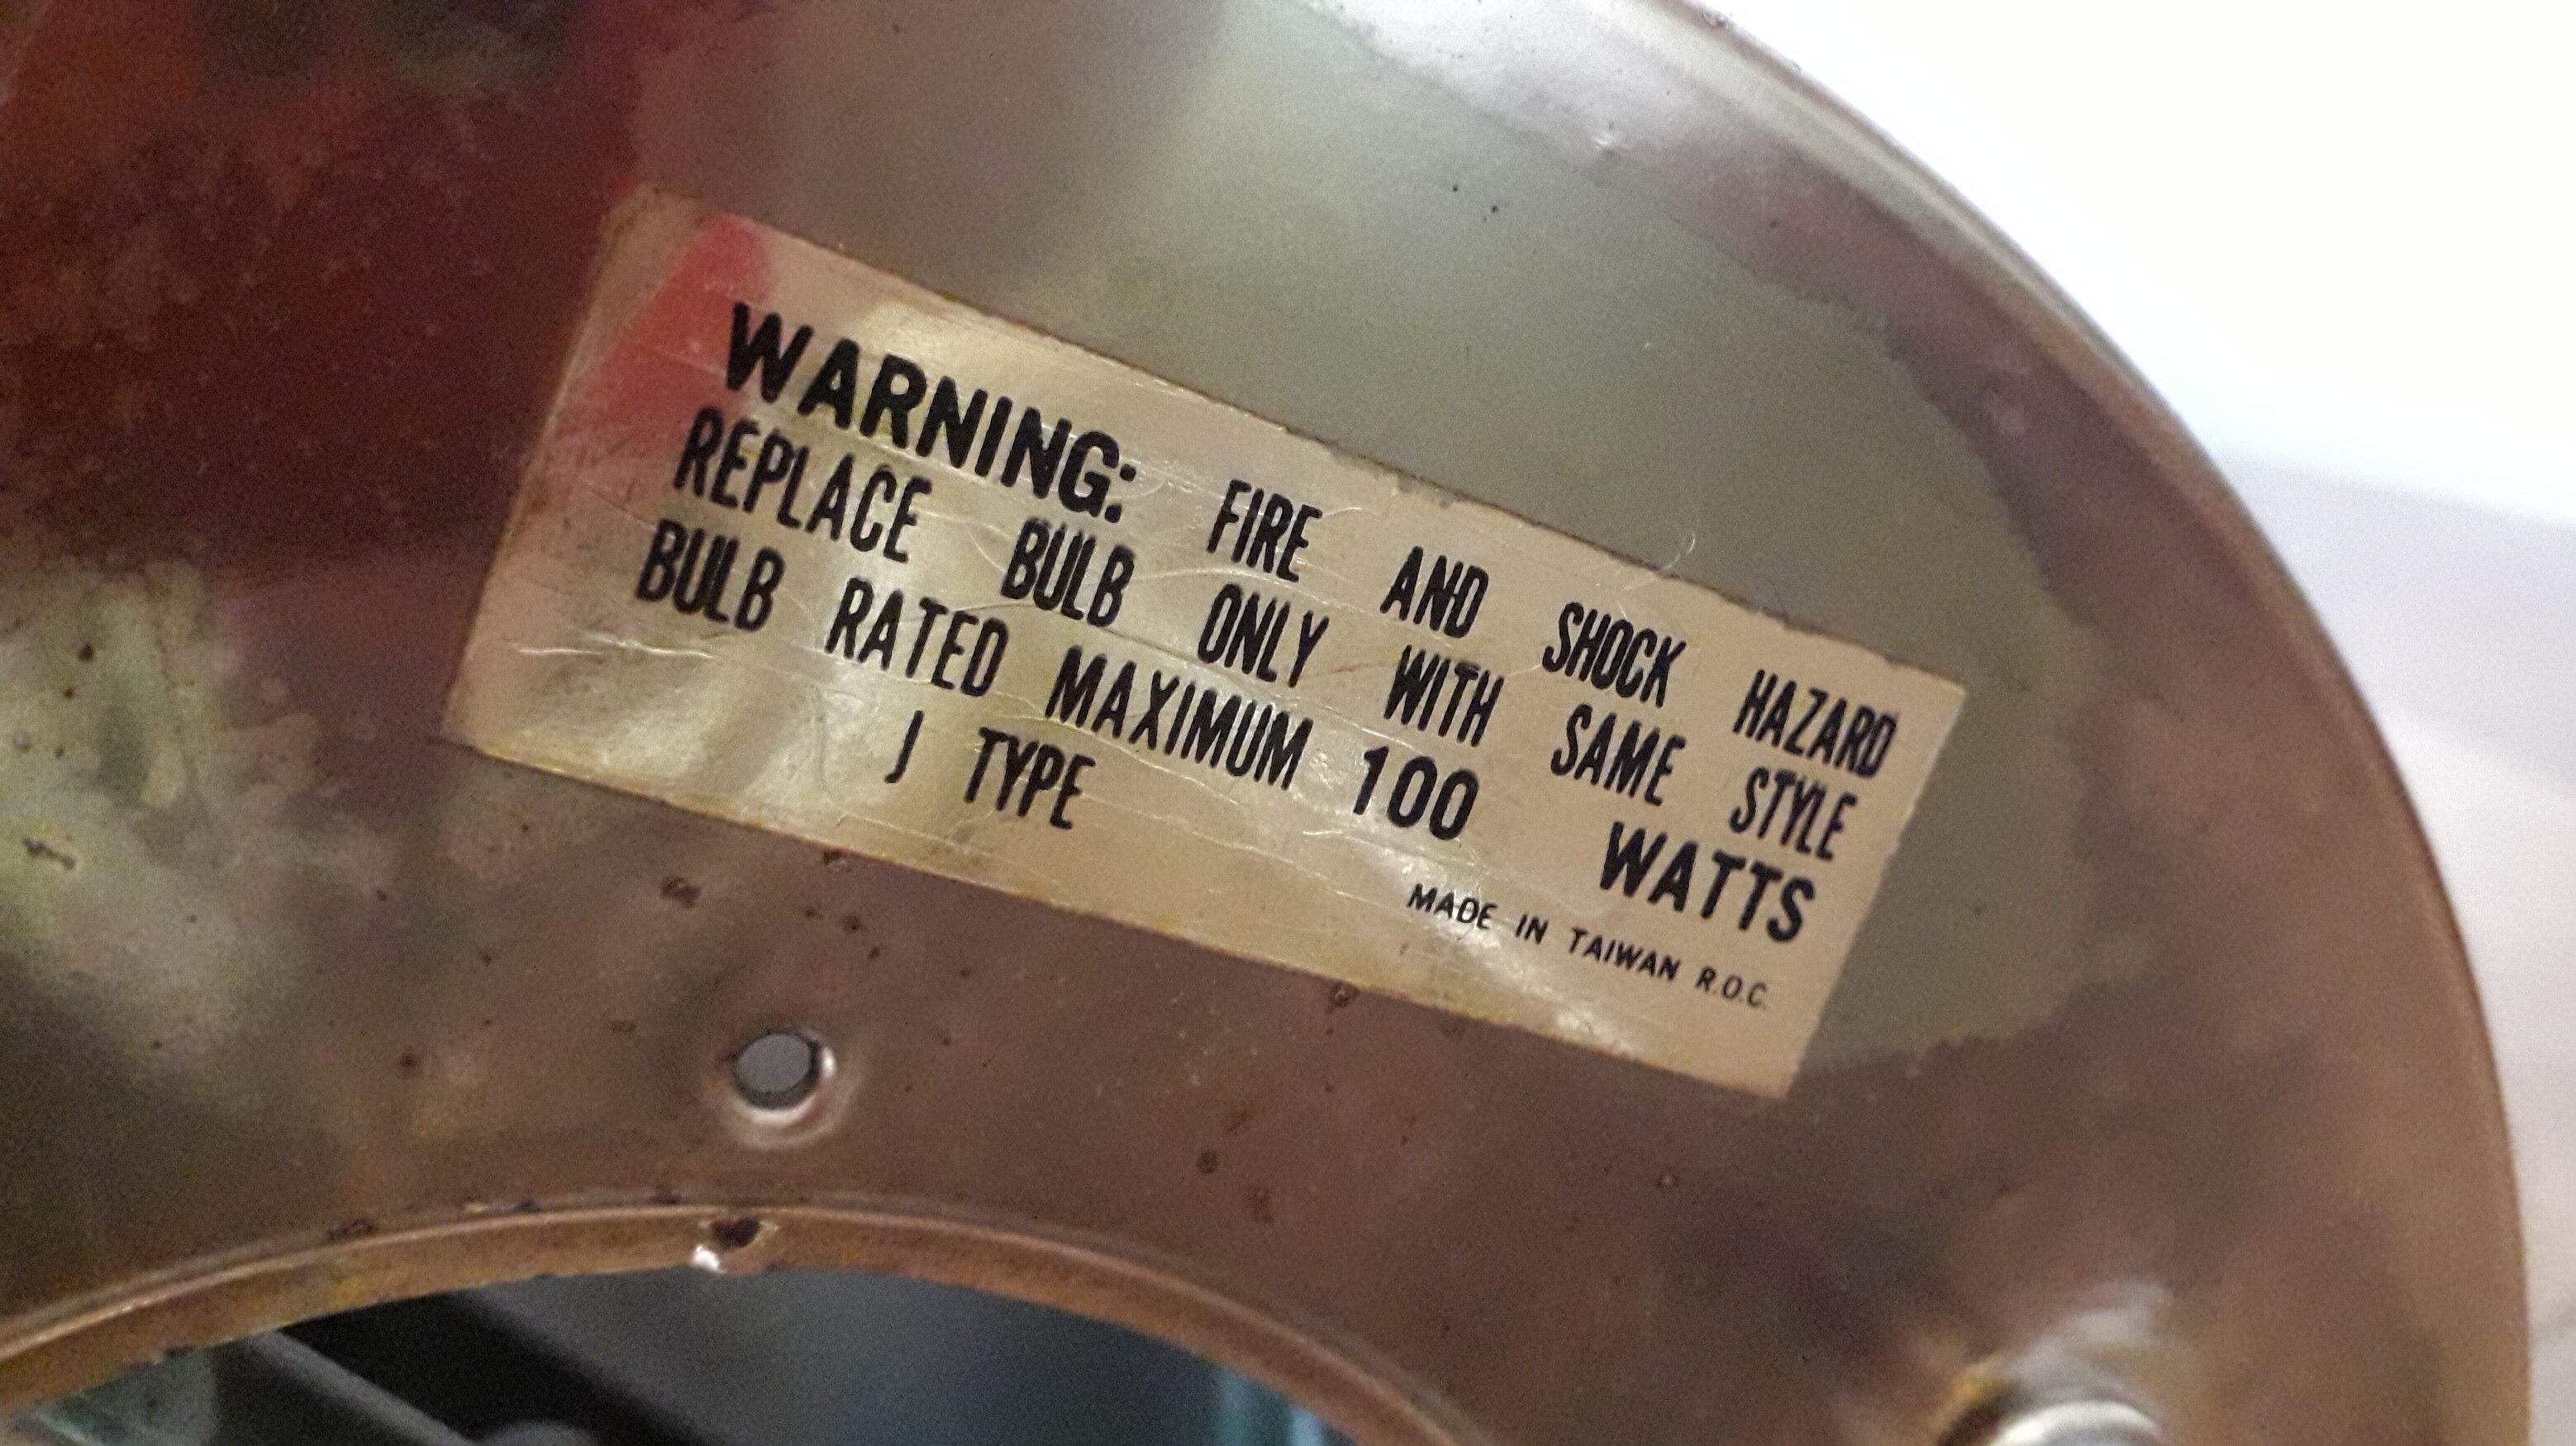 WARNING: FIRE AND SHOCK HAZARD
REPLACE BULB ONLY WITH SAME STYLE
BULB RATED MAXIMUM 100 WATTS
J TYPE
MADE IN TAIWAN R.O.C.